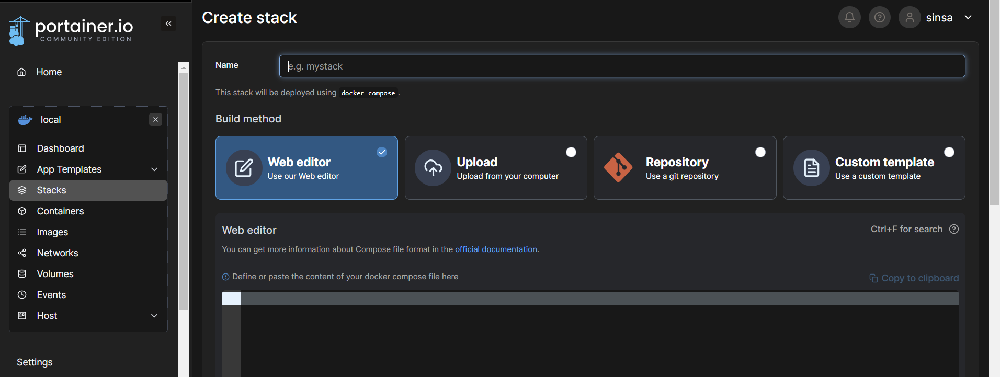 portainer.io
COMMUNITY EDITION
Home
local
Dashboard
App Templates
Stacks
Containers
Images
Networks
Volumes
Events
Host
Settings
Create stack
sinsa
Name
e.g. mystack
This stack will be deployed using docker compose.
Build method
Web editor
Use our Web editor
Upload
Upload from your computer
Repository
Use a git repository
Custom template
Use a custom template
Web editor
Ctrl+F for search
You can get more information about Compose file format in the official documentation.
Define or paste the content of your docker compose file here
Copy to clipboard
1